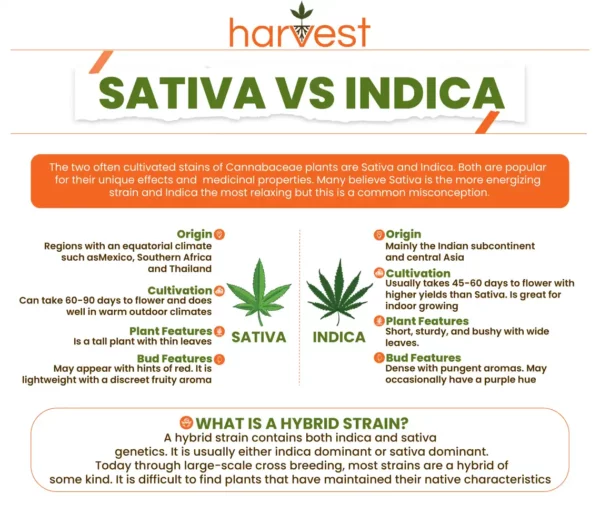 harvest
SATIVA VS INDICA
The two often cultivated stains of Cannabaceae plants are Sativa and Indica. Both are popular
for their unique effects and medicinal properties. Many believe Sativa is the more energizing
strain and Indica the most relaxing but this is a common misconception.
Origin
Regions with an equatorial climate
such asMexico, Southern Africa
and Thailand
Cultivation
Can take 60-90 days to flower and does
well in warm outdoor climates
Plant Features
Is a tall plant with thin leaves
Bud Features
May appear with hints of red. It is
lightweight with a discreet fruity aroma
SATIVA
INDICA
Origin
Mainly the Indian subcontinent
and central Asia
Cultivation
Usually takes 45-60 days to flower with
higher yields than Sativa. Is great for
indoor growing
Plant Features
Short, sturdy, and bushy with wide
leaves.
Bud Features
Dense with pungent aromas. May
occasionally have a purple hue
WHAT IS A HYBRID STRAIN?
A hybrid strain contains both indica and sativa
genetics. It is usually either indica dominant or sativa dominant.
Today through large-scale cross breeding, most strains are a hybrid of
some kind. It is difficult to find plants that have maintained their native characteristics